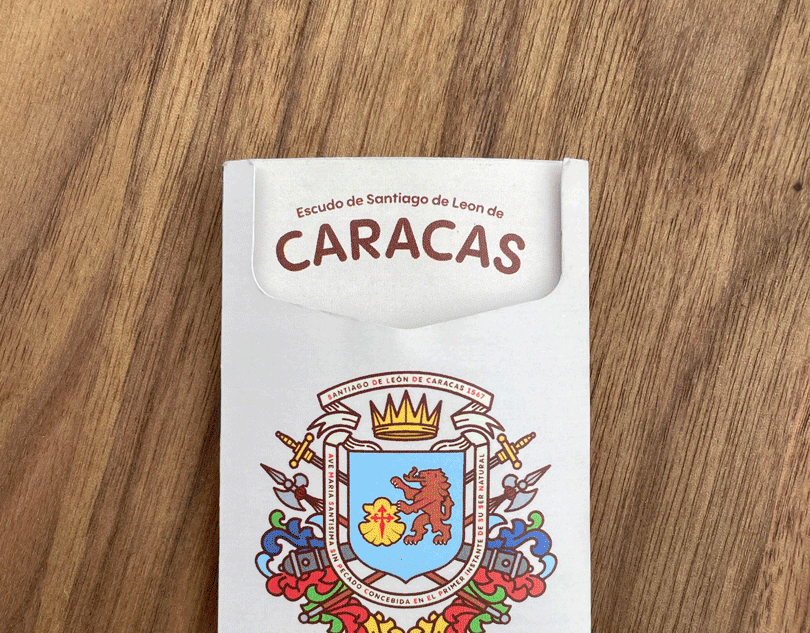 Escudo de Santiago de Leon de
CARACAS
SANTIAGO DE LEÓN DE CARACAS 1567
AVE MARIA SANTISIMA SIN PECADO CONCEBIDA EN EL PRIMER INSTANTE DE SU SER NATURAL